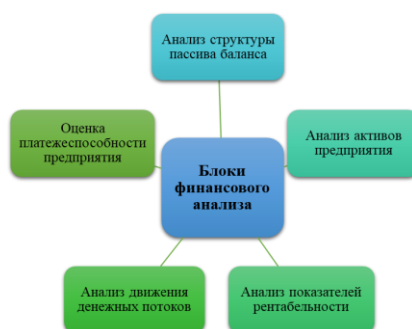 Анализ структуры
пассива баланса
Оценка
платежеспособности
предприятия
Анализ активов
предприятия
Блоки
финансового
анализа
Анализ движения
денежных потоков
Анализ показателей
рентабельности